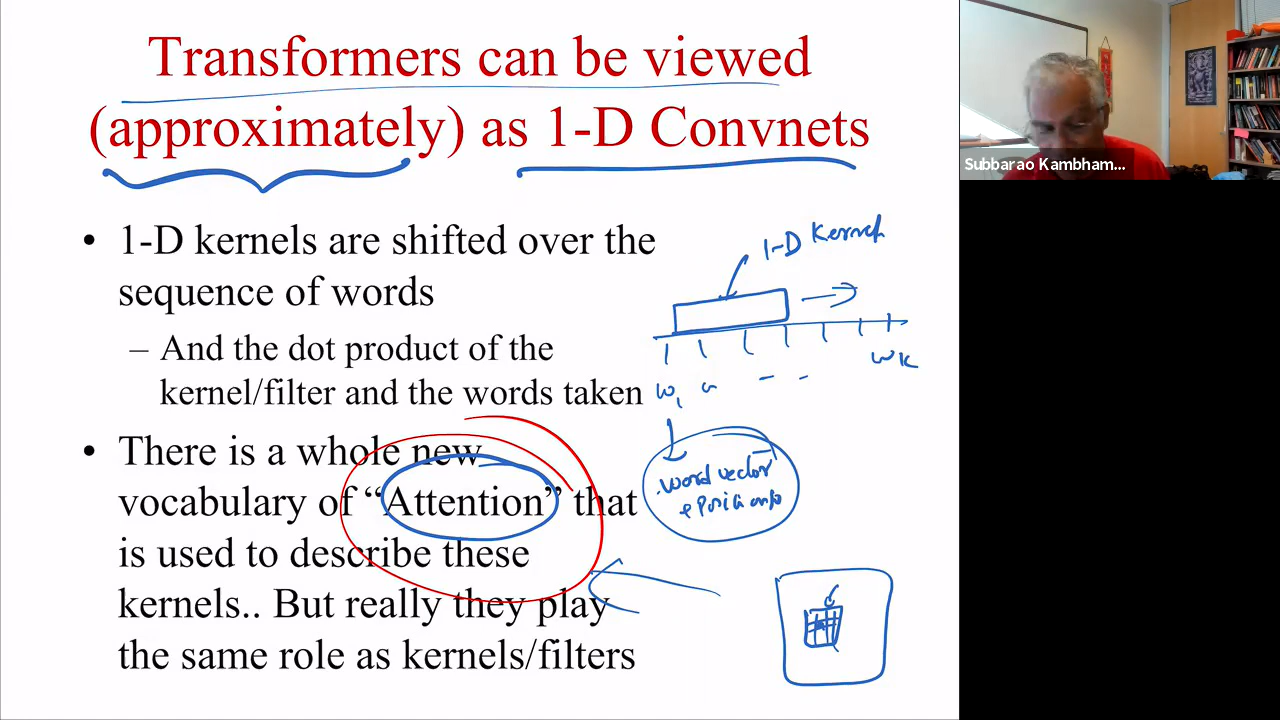 Transformers can be viewed
(approximately) as 1-D Convnets
• 1-D kernels are shifted over the
sequence of words
– And the dot product of the
kernel/filter and the words taken
• There is a whole new
vocabulary of “Attention” that
is used to describe these
kernels.. But really they play
the same role as kernels/filters
1-D Kernel
w1
wk
word vector
Subbarao Kambham...